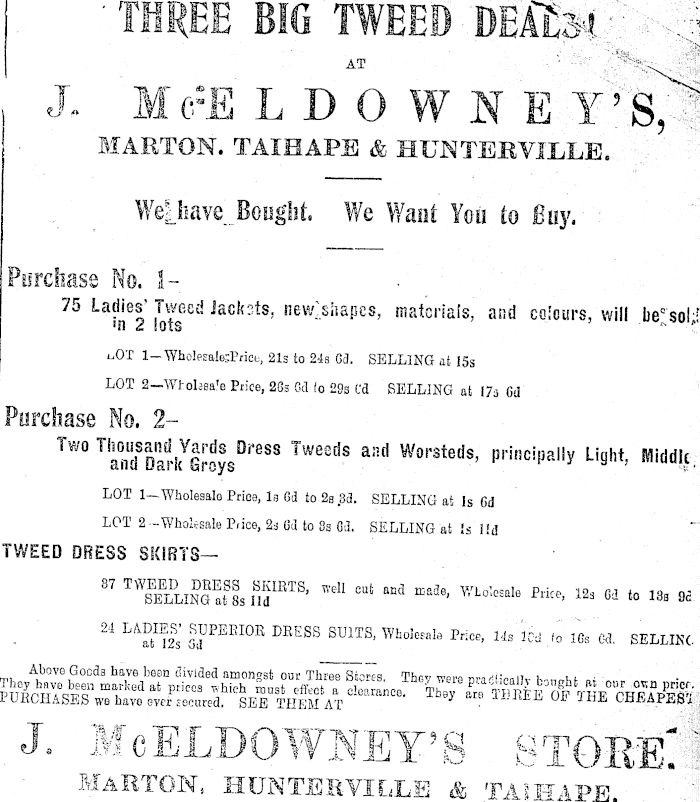 THREE BIG TWEED DEALS!
AT
J. McELDOWNEY'S,
MARTON. TAIHAPE & HUNTERVILLE.
We have Bought. We Want You to Buy.
Purchase No. 1-
75 Ladies' Tweed Jackets, new shapes, materials, and colours, will be sold
in 2 lots
LOT 1—Wholesale Price, 21s to 24s 6d. SELLING at 15s
LOT 2—Wholesale Price, 26s 6d to 29s 6d SELLING at 17s 6d
Purchase No. 2-
Two Thousand Yards Dress Tweeds and Worsteds, principally Light, Middle
and Dark Greys
LOT 1—Wholesale Price, 1s 6d to 2s 3d. SELLING at 1s 6d
LOT 2—Wholesale Price, 2s 6d to 3s 6d. SELLING at 1s 11d
TWEED DRESS SKIRTS—
37 TWEED DRESS SKIRTS, well cut and made, Wholesale Price, 12s 6d to 13s 9d
SELLING at 8s 11d
24 LADIES' SUPERIOR DRESS SUITS, Wholesale Price, 14s to 16s 6d. SELLING
at 12s 6d
Above Goods have been divided amongst our Three Stores. They were practically bought at our own price.
They have been marked at prices which must effect a clearance. They are THREE OF THE CHEAPEST
PURCHASES we have ever secured. SEE THEM AT
J. McELDOWNEY'S STORE.
MARTON, HUNTERVILLE & TAIHAPE.